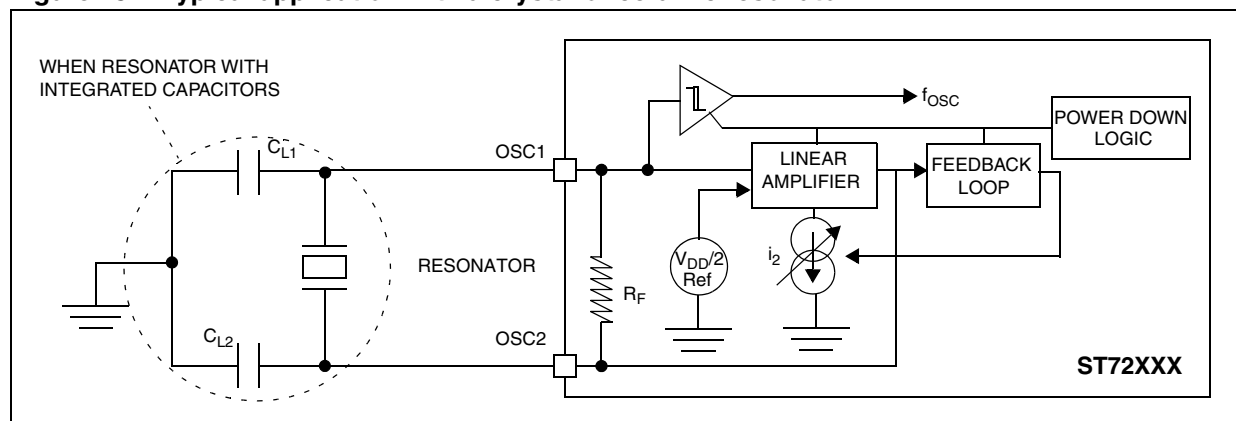 WHEN RESONATOR WITH
INTEGRATED CAPACITORS
CL1
OSC1
fOSC
POWER DOWN
LOGIC
LINEAR
AMPLIFIER
FEEDBACK
LOOP
RESONATOR
RF
VDD/2
Ref
i2
CL2
OSC2
ST72XXX